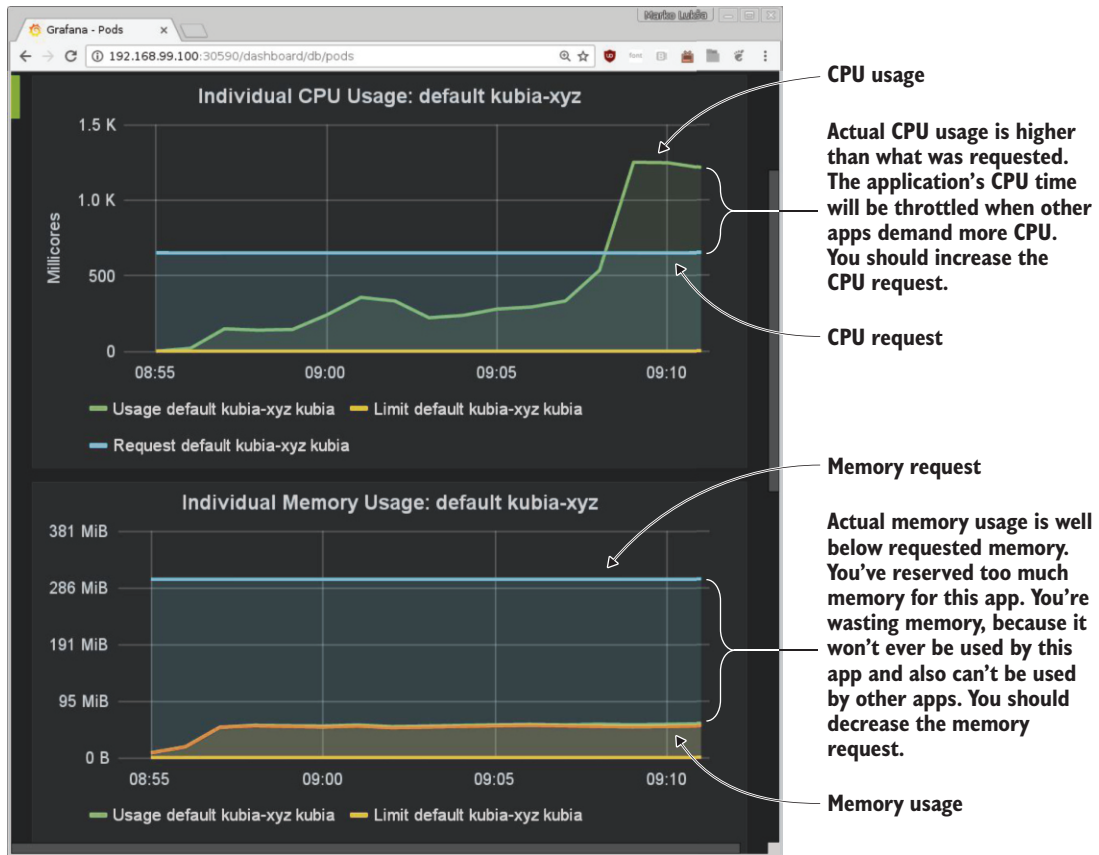 Marko Lukša
Grafana - Pods
192.168.99.100:30590/dashboard/db/pods
Individual CPU Usage: default kubia-xyz
1.5 K
1.0 K
500
0
Millicores
08:55 09:00 09:05 09:10
Usage default kubia-xyz kubia Limit default kubia-xyz kubia
Request default kubia-xyz kubia
Individual Memory Usage: default kubia-xyz
381 MiB
286 MiB
191 MiB
95 MiB
0 B
08:55 09:00 09:05 09:10
Usage default kubia-xyz kubia Limit default kubia-xyz kubia
CPU usage
Actual CPU usage is higher
than what was requested.
The application's CPU time
will be throttled when other
apps demand more CPU.
You should increase the
CPU request.
CPU request
Memory request
Actual memory usage is well
below requested memory.
You've reserved too much
memory for this app. You're
wasting memory, because it
won't ever be used by this
app and also can't be used
by other apps. You should
decrease the memory
request.
Memory usage